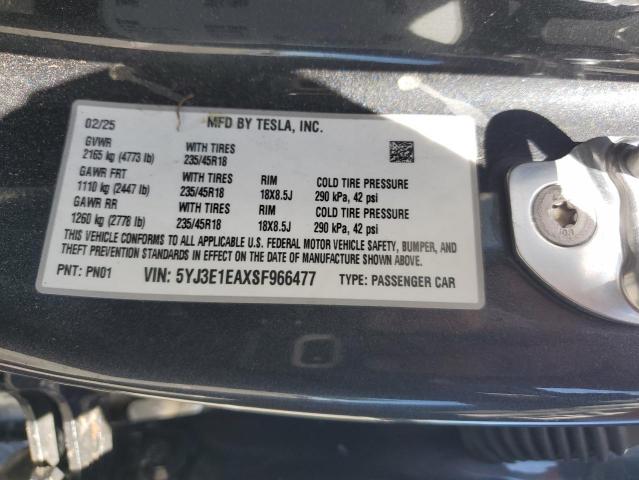 02/25 MFD BY TESLA, INC.
GVWR WITH TIRES
2165 kg (4773 lb) 235/45R18
GAWR FRT WITH TIRES RIM COLD TIRE PRESSURE
1110 kg (2447 lb) 235/45R18 18X8.5J 290 kPa, 42 psi
GAWR RR WITH TIRES RIM COLD TIRE PRESSURE
1260 kg (2778 lb) 235/45R18 18X8.5J 290 kPa, 42 psi
THIS VEHICLE CONFORMS TO ALL APPLICABLE U.S. FEDERAL MOTOR VEHICLE SAFETY, BUMPER, AND
THEFT PREVENTION STANDARDS IN EFFECT ON THE DATE OF MANUFACTURE SHOWN ABOVE.
PNT: PN01 VIN: 5YJ3E1EAXSF966477 TYPE: PASSENGER CAR